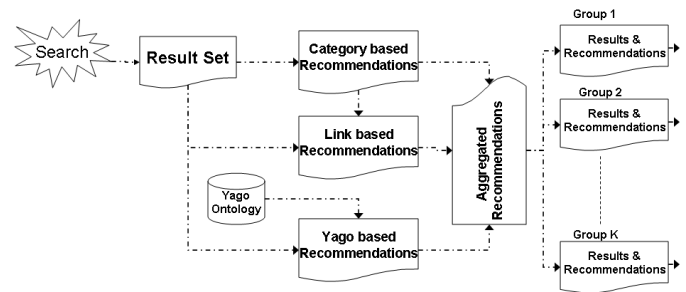 Search
Result Set
Category based
Recommendations
Link based
Recommendations
Yago
Ontology
Yago based
Recommendations
Aggregated
Recommendations
Group 1
Results &
Recommendations
Group 2
Results &
Recommendations
Group K
Results &
Recommendations